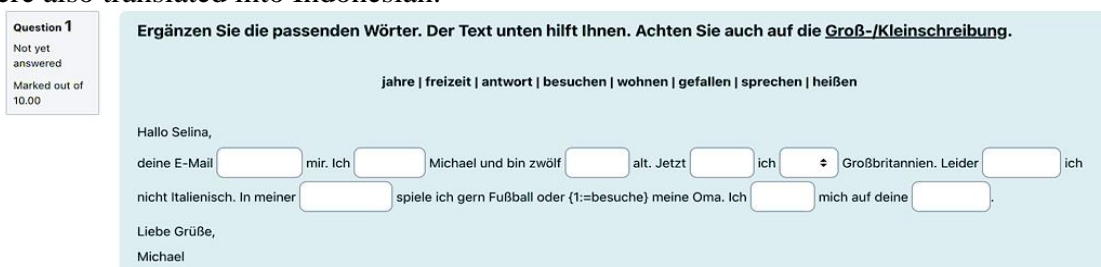 ere also translated into Indonesian.
Question 1
Not yet
answered
Marked out of
10.00
Ergänzen Sie die passenden Wörter. Der Text unten hilft Ihnen. Achten Sie auch auf die Groß-/Kleinschreibung.
jahre | freizeit | antwort | besuchen | wohnen | gefallen | sprechen | heißen
Hallo Selina,
deine E-Mail mir. Ich Michael und bin zwölf alt. Jetzt ich Großbritannien. Leider ich
nicht Italienisch. In meiner spiele ich gern Fußball oder {1:=besuche} meine Oma. Ich mich auf deine .
Liebe Grüße,
Michael